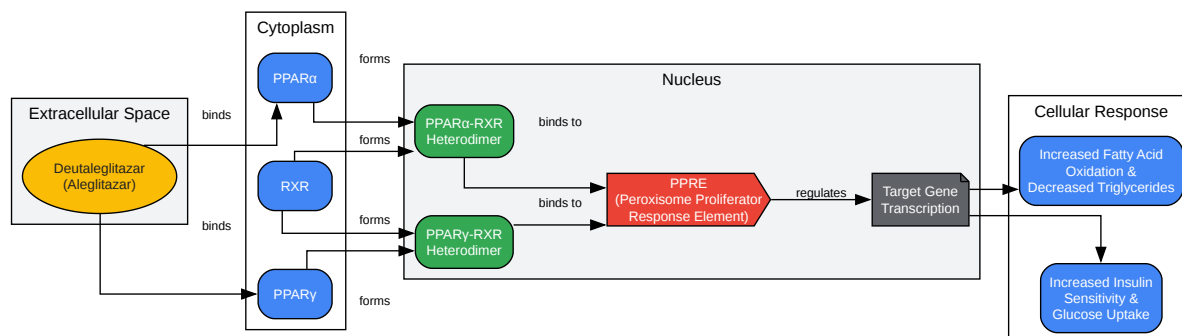 Extracellular Space
Deutaleglitazar
(Aleglitazar)
binds
binds
Cytoplasm
PPARα
RXR
PPARγ
forms
forms
forms
forms
Nucleus
PPARα-RXR
Heterodimer
PPARγ-RXR
Heterodimer
binds to
binds to
PPRE
(Peroxisome Proliferator
Response Element)
regulates
Target Gene
Transcription
Cellular Response
Increased Fatty Acid
Oxidation &
Decreased Triglycerides
Increased Insulin
Sensitivity &
Glucose Uptake